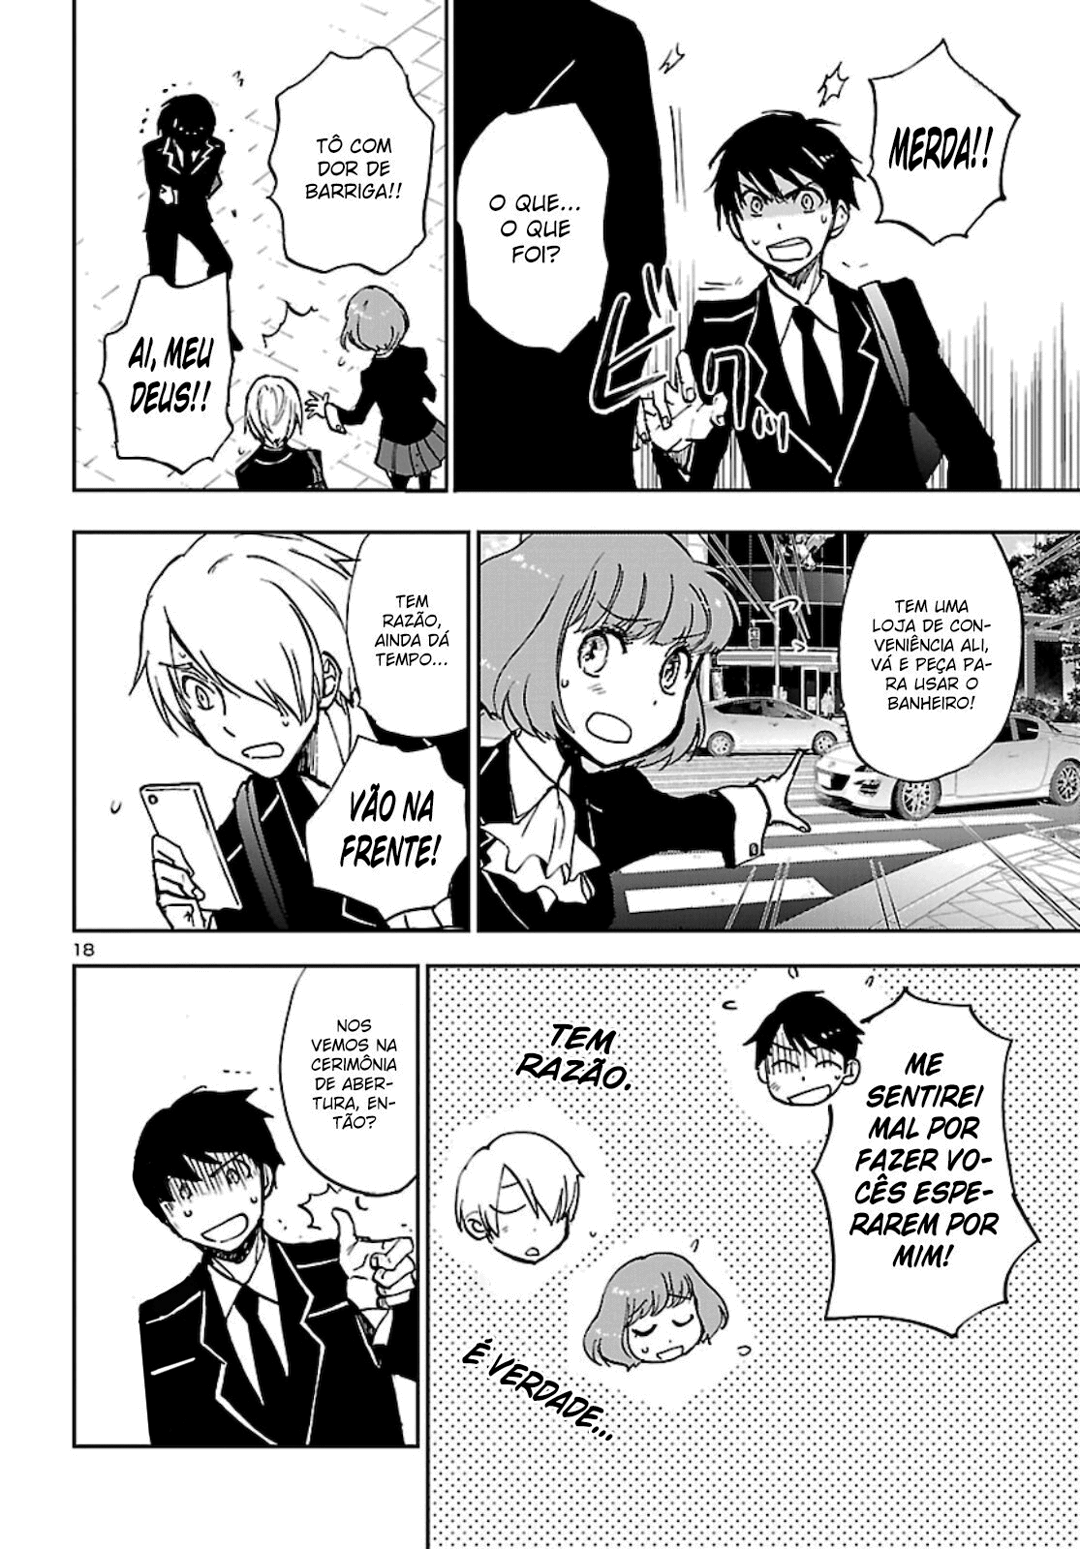 MERDA!!
O QUE...
O QUE
FOI?
ビクッ
TÔ COM
DOR DE
BARRIGA!!
AI, MEU
DEUS!!
TEM UMA
LOJA DE CON-
VENIÊNCIA ALI,
VÁ E PEÇA PA-
RA USAR O
BANHEIRO!
TEM
RAZÃO,
AINDA DÁ
TEMPO...
VÃO NA
FRENTE!
18
ME
SENTIREI
MAL POR
FAZER VO-
CÊS ESPE-
RAREM POR
MIM!
TEM
RAZÃO.
É VERDADE...
NOS
VEMOS NA
CERIMÔNIA
DE ABER-
TURA, EN-
TÃO?